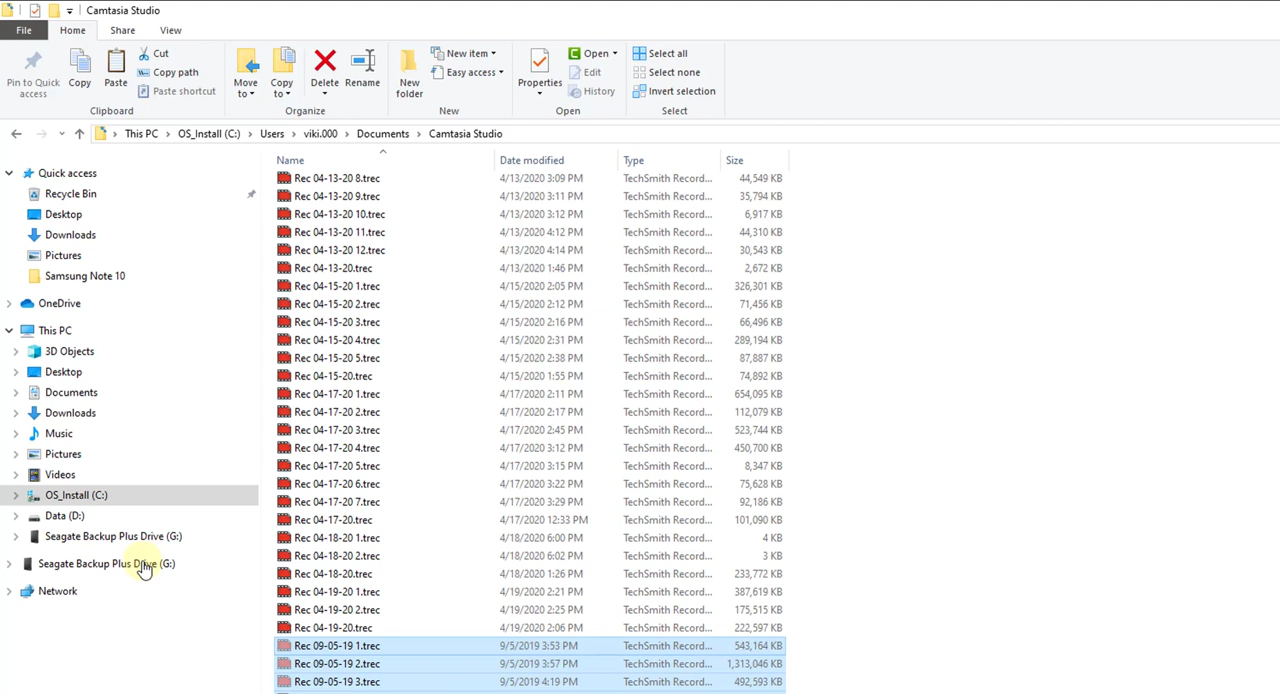 Camtasia Studio
File Home Share View
Pin to Quick access
Copy
Paste
Cut
Copy path
Paste shortcut
Clipboard
Move to
Copy to
Delete
Rename
Organize
New folder
New item
Easy access
New
Properties
Open
Edit
History
Open
Select all
Select none
Invert selection
Select
This PC > OS_Install (C:) > Users > viki.000 > Documents > Camtasia Studio
Quick access
Recycle Bin
Desktop
Downloads
Pictures
Samsung Note 10
OneDrive
This PC
3D Objects
Desktop
Documents
Downloads
Music
Pictures
Videos
OS_Install (C:)
Data (D:)
Seagate Backup Plus Drive (G:)
Seagate Backup Plus Drive (G:)
Network
Name Date modified Type Size
Rec 04-13-20 8.trec 4/13/2020 3:09 PM TechSmith Record... 44,549 KB
Rec 04-13-20 9.trec 4/13/2020 3:11 PM TechSmith Record... 35,794 KB
Rec 04-13-20 10.trec 4/13/2020 3:12 PM TechSmith Record... 6,917 KB
Rec 04-13-20 11.trec 4/13/2020 4:12 PM TechSmith Record... 44,310 KB
Rec 04-13-20 12.trec 4/13/2020 4:14 PM TechSmith Record... 30,543 KB
Rec 04-13-20.trec 4/13/2020 1:46 PM TechSmith Record... 2,672 KB
Rec 04-15-20 1.trec 4/15/2020 2:05 PM TechSmith Record... 326,301 KB
Rec 04-15-20 2.trec 4/15/2020 2:12 PM TechSmith Record... 71,456 KB
Rec 04-15-20 3.trec 4/15/2020 2:16 PM TechSmith Record... 66,496 KB
Rec 04-15-20 4.trec 4/15/2020 2:31 PM TechSmith Record... 289,194 KB
Rec 04-15-20 5.trec 4/15/2020 2:38 PM TechSmith Record... 87,887 KB
Rec 04-15-20.trec 4/15/2020 1:55 PM TechSmith Record... 74,892 KB
Rec 04-17-20 1.trec 4/17/2020 2:11 PM TechSmith Record... 654,095 KB
Rec 04-17-20 2.trec 4/17/2020 2:17 PM TechSmith Record... 112,079 KB
Rec 04-17-20 3.trec 4/17/2020 2:45 PM TechSmith Record... 523,744 KB
Rec 04-17-20 4.trec 4/17/2020 3:12 PM TechSmith Record... 450,700 KB
Rec 04-17-20 5.trec 4/17/2020 3:15 PM TechSmith Record... 8,347 KB
Rec 04-17-20 6.trec 4/17/2020 3:22 PM TechSmith Record... 75,628 KB
Rec 04-17-20 7.trec 4/17/2020 3:29 PM TechSmith Record... 92,186 KB
Rec 04-17-20.trec 4/17/2020 12:33 PM TechSmith Record... 101,090 KB
Rec 04-18-20 1.trec 4/18/2020 6:00 PM TechSmith Record... 4 KB
Rec 04-18-20 2.trec 4/18/2020 6:02 PM TechSmith Record... 3 KB
Rec 04-18-20.trec 4/18/2020 1:26 PM TechSmith Record... 233,772 KB
Rec 04-19-20 1.trec 4/19/2020 2:21 PM TechSmith Record... 387,619 KB
Rec 04-19-20 2.trec 4/19/2020 2:25 PM TechSmith Record... 175,515 KB
Rec 04-19-20.trec 4/19/2020 2:06 PM TechSmith Record... 222,597 KB
Rec 09-05-19 1.trec 9/5/2019 3:53 PM TechSmith Record... 543,164 KB
Rec 09-05-19 2.trec 9/5/2019 3:57 PM TechSmith Record... 1,313,046 KB
Rec 09-05-19 3.trec 9/5/2019 4:19 PM TechSmith Record... 492,593 KB